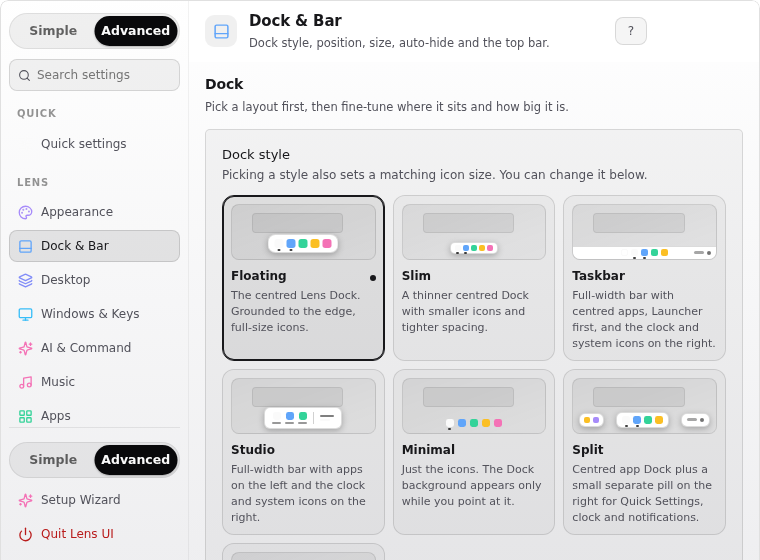 Simple
Advanced
Search settings
QUICK
Quick settings
LENS
Appearance
Dock & Bar
Desktop
Windows & Keys
AI & Command
Music
Apps
Simple
Advanced
Setup Wizard
Quit Lens UI
Dock & Bar
Dock style, position, size, auto-hide and the top bar.
?
Dock
Pick a layout first, then fine-tune where it sits and how big it is.
Dock style
Picking a style also sets a matching icon size. You can change it below.
Floating
The centred Lens Dock.
Grounded to the edge,
full-size icons.
Slim
A thinner centred Dock
with smaller icons and
tighter spacing.
Taskbar
Full-width bar with
centred apps, Launcher
first, and the clock and
system icons on the right.
Studio
Full-width bar with apps
on the left and the clock
and system icons on the
right.
Minimal
Just the icons. The Dock
background appears only
while you point at it.
Split
Centred app Dock plus a
small separate pill on the
right for Quick Settings,
clock and notifications.